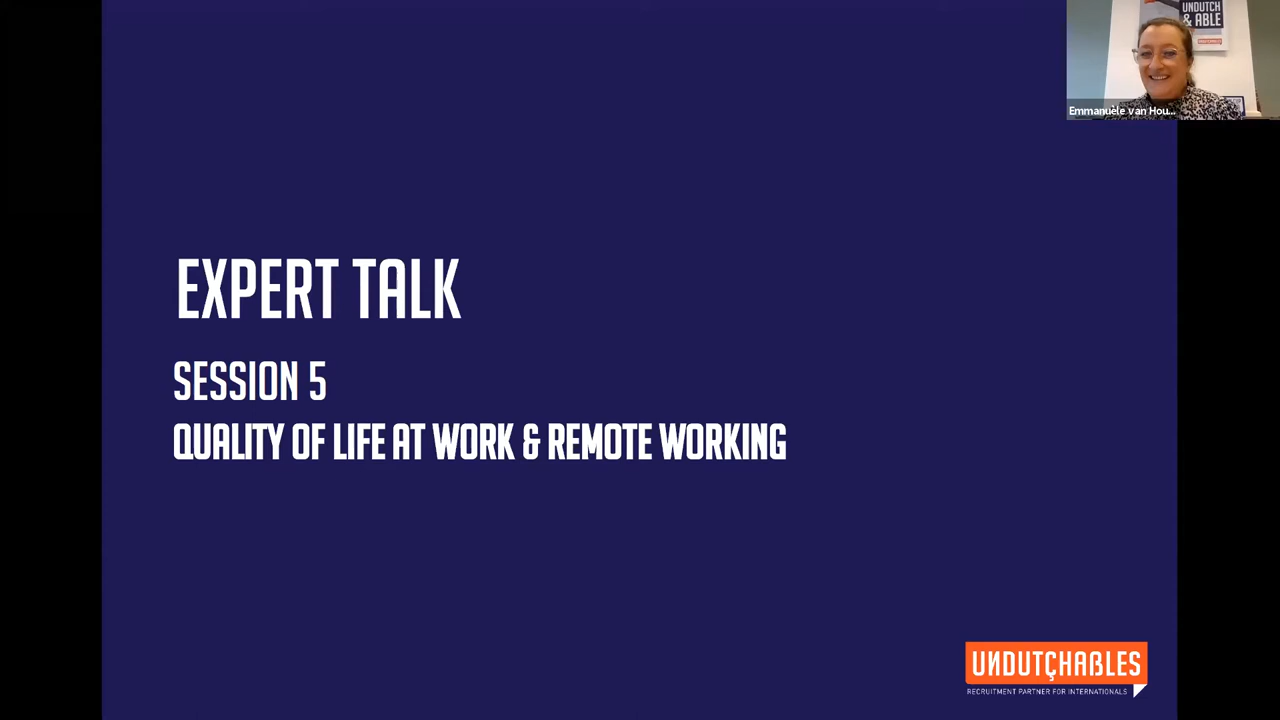 UNDUTCH
& ABLE
Emmanuèle van Hou...
EXPERT TALK
SESSION 5
QUALITY OF LIFE AT WORK & REMOTE WORKING
UNDUTÇHAẞLES
RECRUITMENT PARTNER FOR INTERNATIONALS